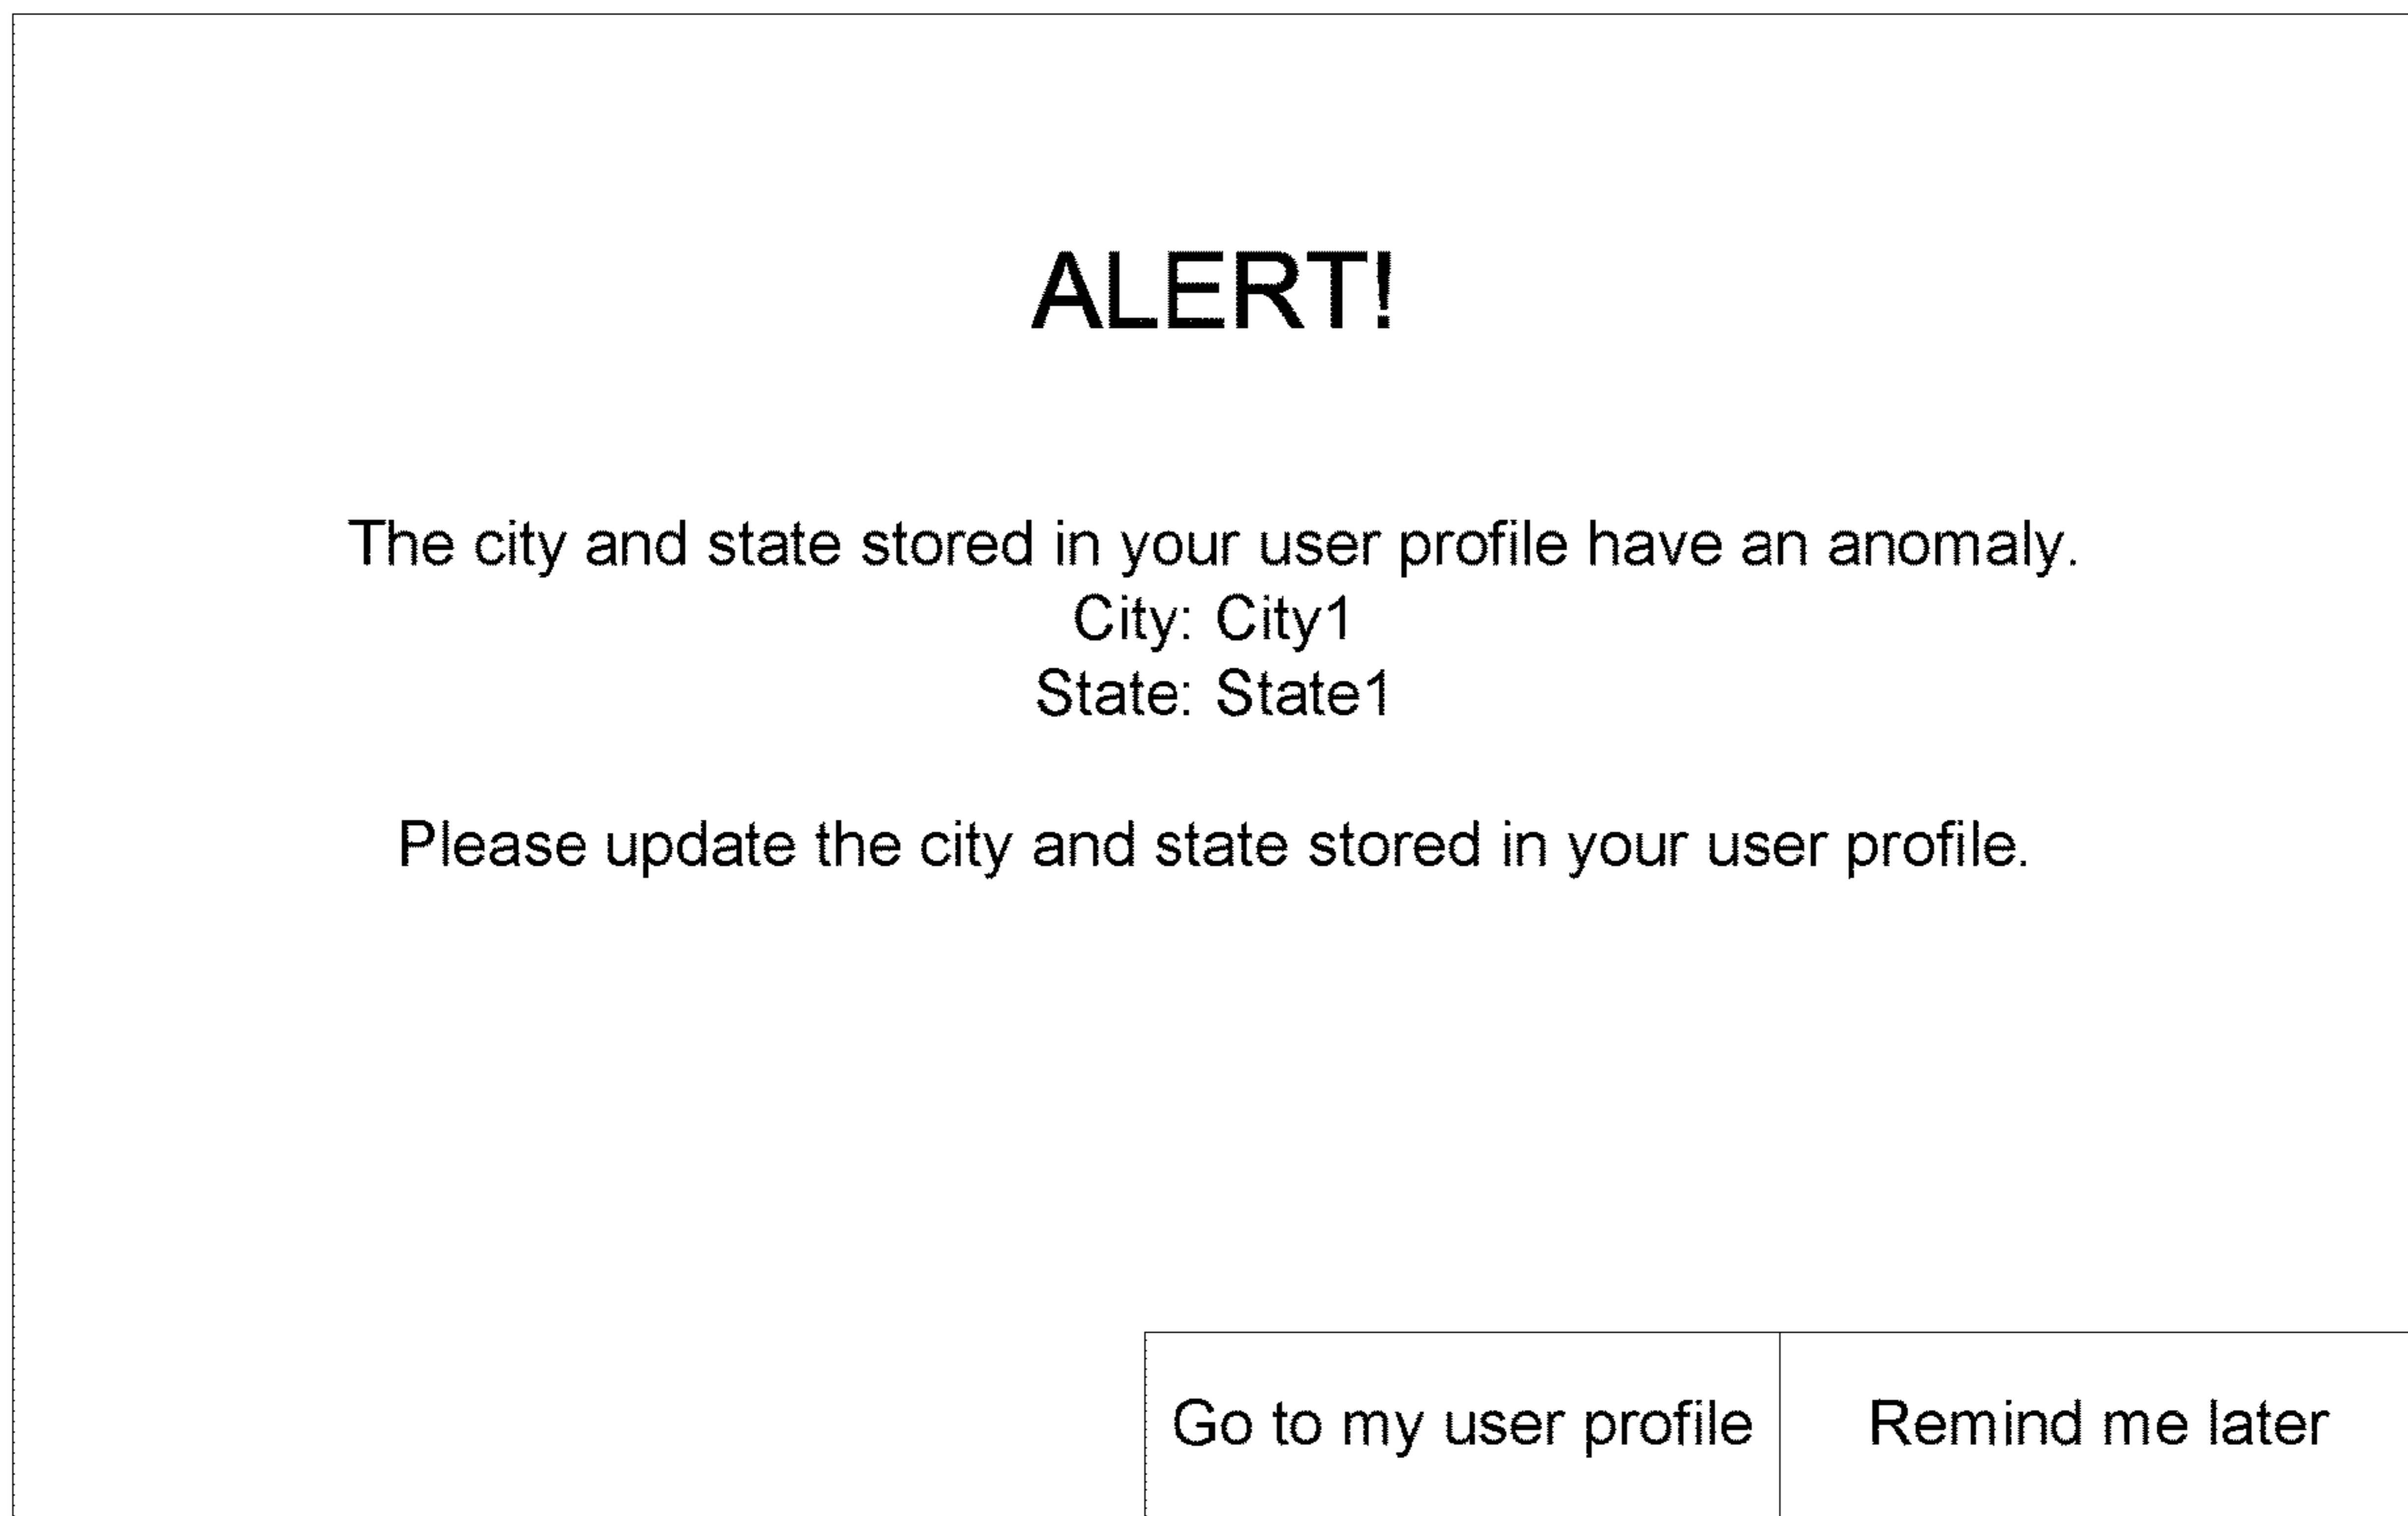 ALERT!
The city and state stored in your user profile have an anomaly.
City: City1
State: State1
Please update the city and state stored in your user profile.
Go to my user profile
Remind me later